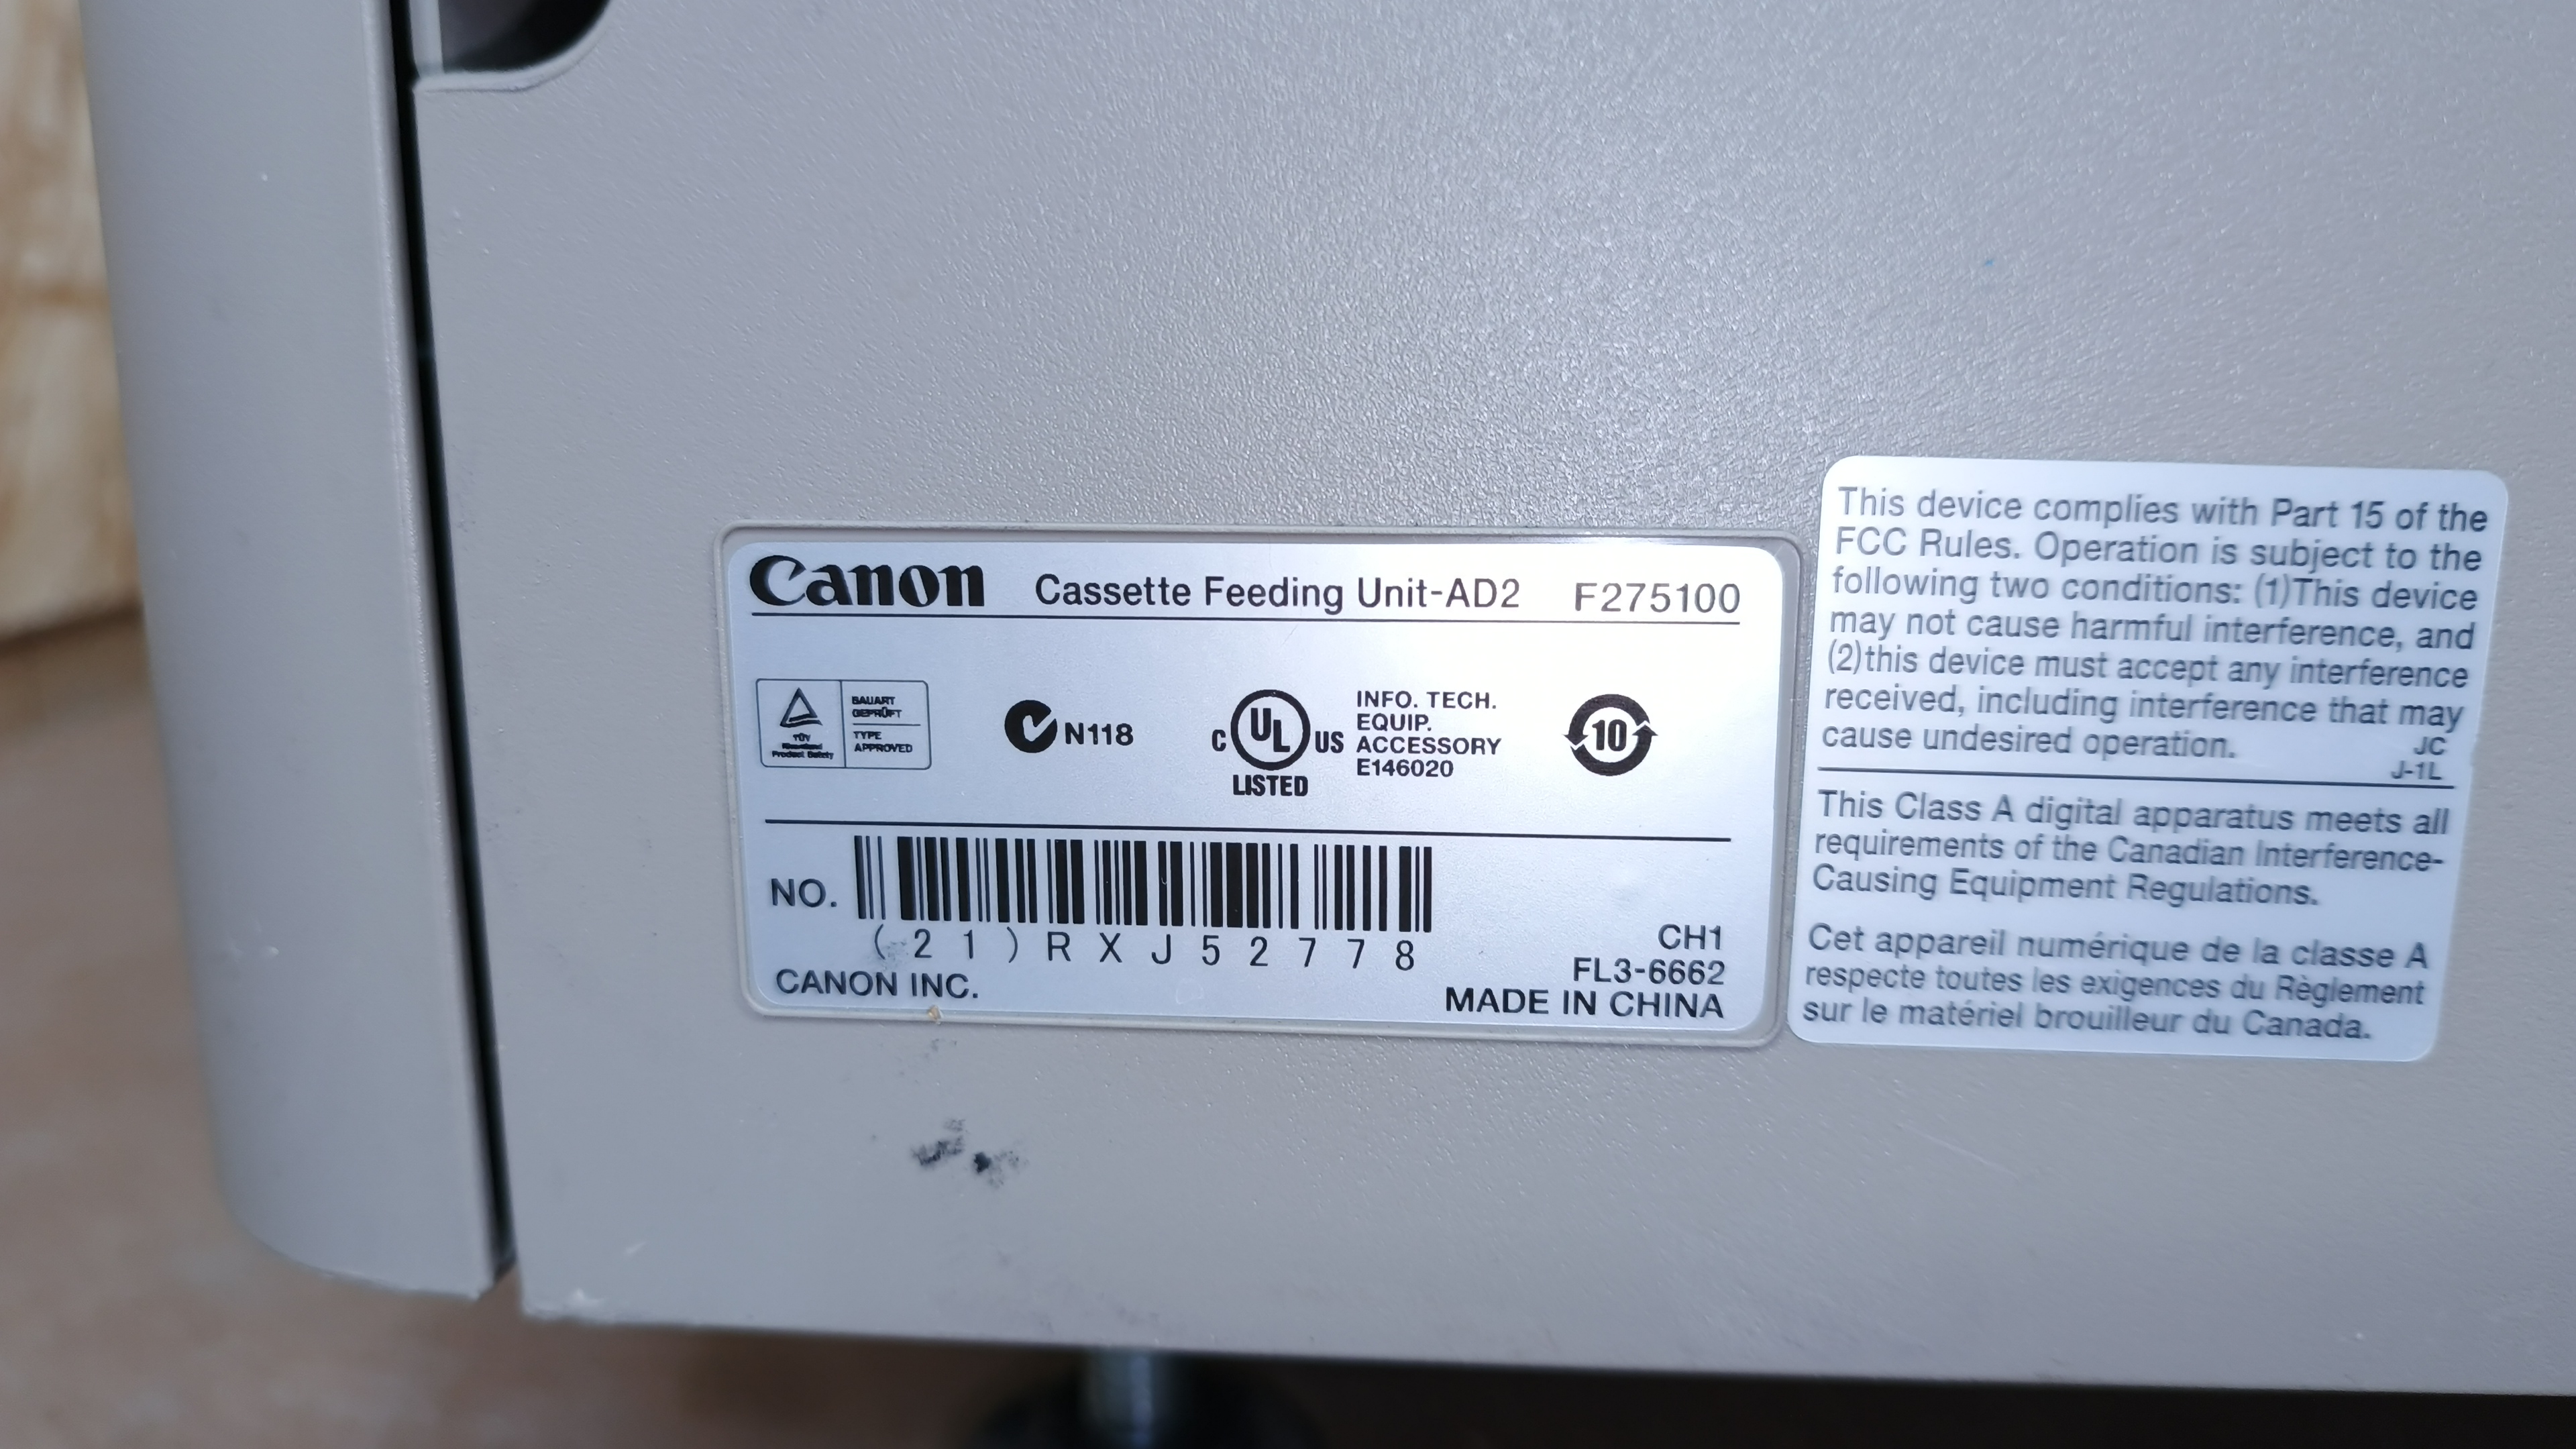 Canon Cassette Feeding Unit-AD2 F275100
BAUART
GEPRÜFT
TYPE
APPROVED
TÜV
Rheinland
Product Safety
N118
C UL US
LISTED
INFO. TECH.
EQUIP.
ACCESSORY
E146020
10
NO.
(21)RXJ52778
CANON INC.
CH1
FL3-6662
MADE IN CHINA
This device complies with Part 15 of the
FCC Rules. Operation is subject to the
following two conditions: (1)This device
may not cause harmful interference, and
(2)this device must accept any interference
received, including interference that may
cause undesired operation.
JC
J-1L
This Class A digital apparatus meets all
requirements of the Canadian Interference-
Causing Equipment Regulations.
Cet appareil numérique de la classe A
respecte toutes les exigences du Règlement
sur le matériel brouilleur du Canada.